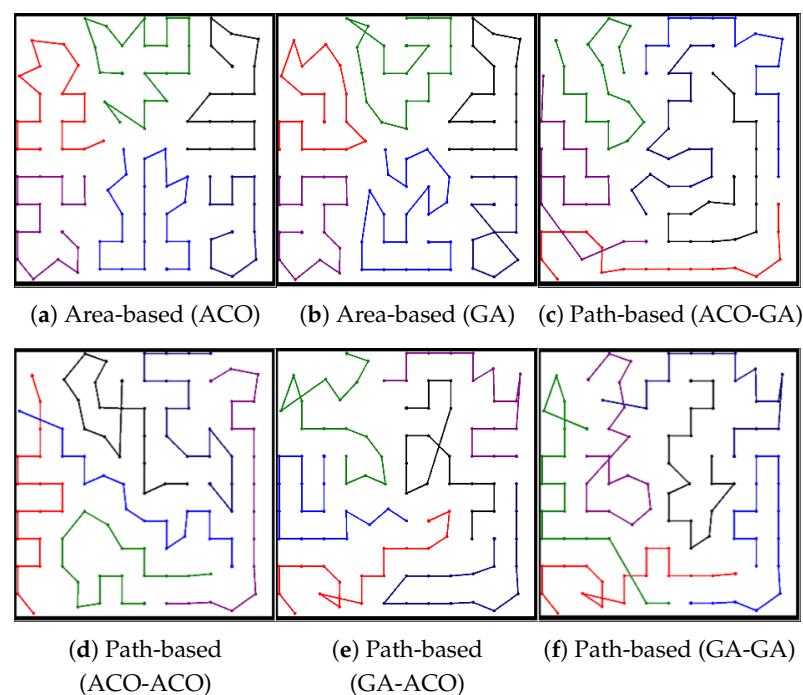 (a) Area-based (ACO)
(b) Area-based (GA)
(c) Path-based (ACO-GA)
(d) Path-based
(ACO-ACO)
(e) Path-based
(GA-ACO)
(f) Path-based (GA-GA)